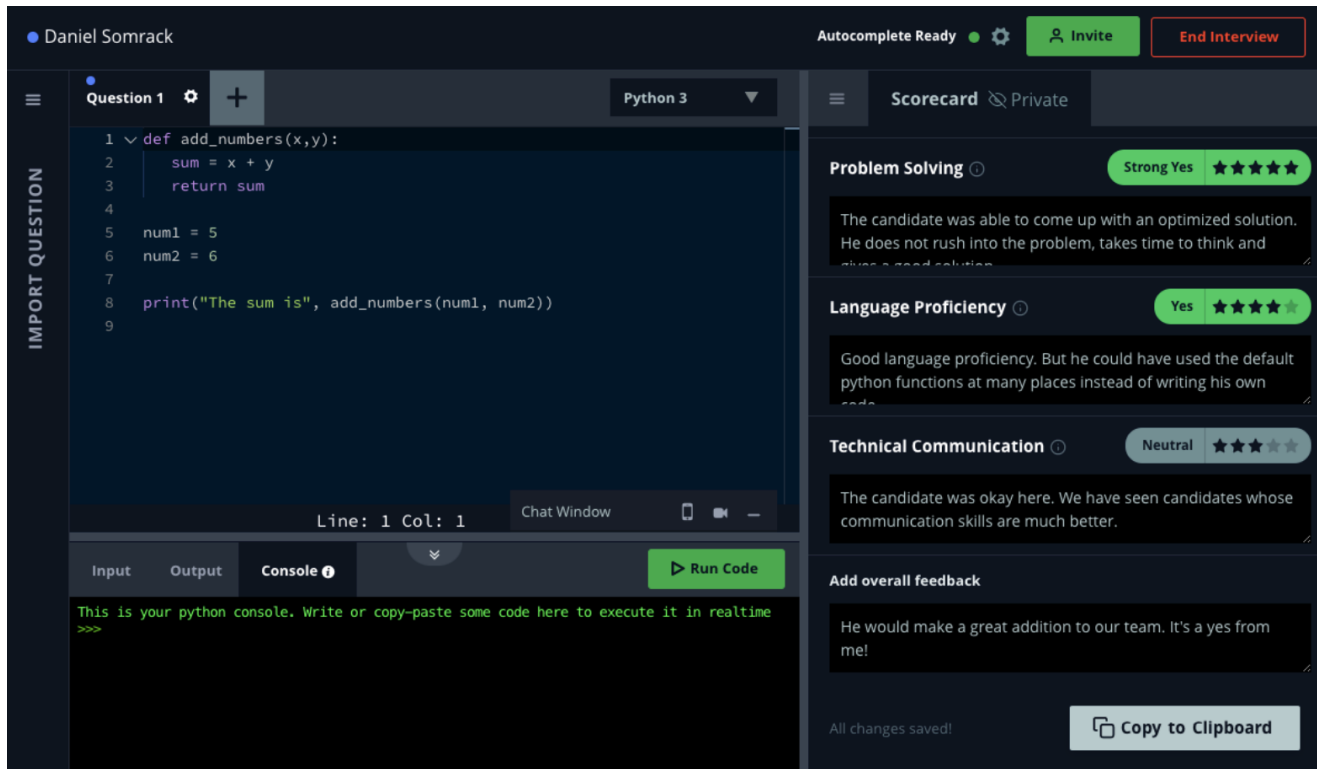 Daniel Somrack
Autocomplete Ready
Invite
End Interview
IMPORT QUESTION
Question 1
+
Python 3
1 def add_numbers(x,y):
2 sum = x + y
3 return sum
4
5 num1 = 5
6 num2 = 6
7
8 print("The sum is", add_numbers(num1, num2))
9
Line: 1 Col: 1
Chat Window
Input Output Console
Run Code
This is your python console. Write or copy-paste some code here to execute it in realtime
>>>
Scorecard Private
Problem Solving
Strong Yes
The candidate was able to come up with an optimized solution.
He does not rush into the problem, takes time to think and
gives a good solution
Language Proficiency
Yes
Good language proficiency. But he could have used the default
python functions at many places instead of writing his own
code
Technical Communication
Neutral
The candidate was okay here. We have seen candidates whose
communication skills are much better.
Add overall feedback
He would make a great addition to our team. It's a yes from
me!
All changes saved!
Copy to Clipboard